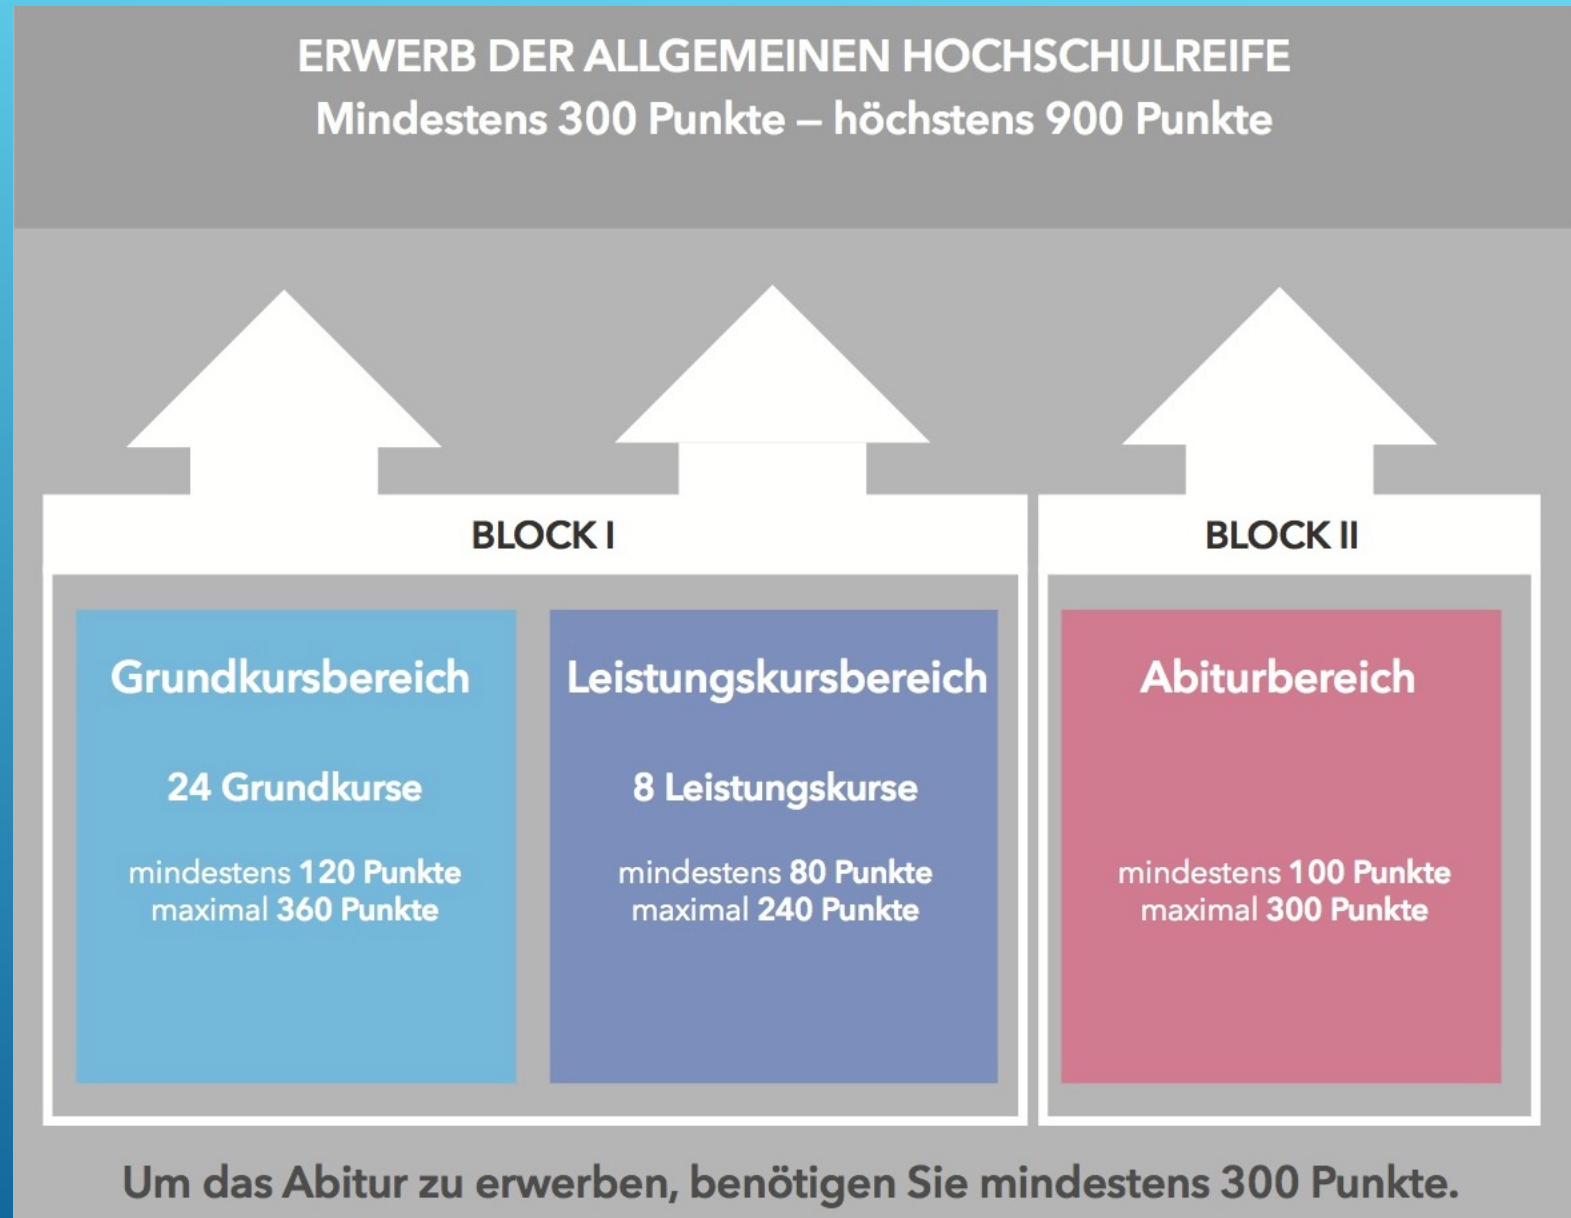 ERWERB DER ALLGEMEINEN HOCHSCHULREIFE
Mindestens 300 Punkte – höchstens 900 Punkte
BLOCK I
Grundkursbereich
24 Grundkurse
mindestens 120 Punkte
maximal 360 Punkte
Leistungskursbereich
8 Leistungskurse
mindestens 80 Punkte
maximal 240 Punkte
BLOCK II
Abiturbereich
mindestens 100 Punkte
maximal 300 Punkte
Um das Abitur zu erwerben, benötigen Sie mindestens 300 Punkte.